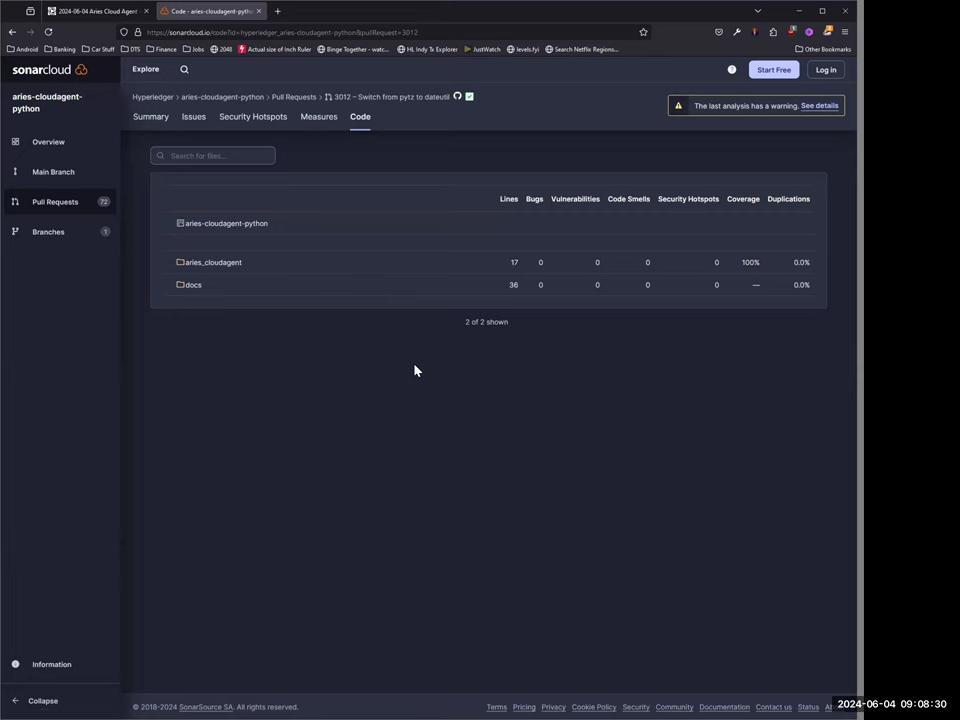 2024-06-04 Aries Cloud Agent
Code - aries-cloudagent-pytho
https://sonarcloud.io/code?id=hyperledger_aries-cloudagent-python&pullRequest=3012
Android
Banking
Car Stuff
DTS
Finance
Jobs
2048
Actual size of Inch Ruler
Binge Together – watc...
HL Indy Tx Explorer
JustWatch
levels.fyi
Search Netflix Regions...
Other Bookmarks
sonarcloud
Explore
Start Free
Log in
aries-cloudagent-
python
Hyperledger > aries-cloudagent-python > Pull Requests > 3012 – Switch from pytz to dateutil
The last analysis has a warning. See details
Summary
Issues
Security Hotspots
Measures
Code
Overview
Main Branch
Pull Requests 72
Branches 1
Search for files...
Lines Bugs Vulnerabilities Code Smells Security Hotspots Coverage Duplications
aries-cloudagent-python
aries_cloudagent 17 0 0 0 0 100% 0.0%
docs 36 0 0 0 0 — 0.0%
2 of 2 shown
Information
Collapse
© 2008-2024 SonarSource SA. All rights reserved.
Terms
Pricing
Privacy
Cookie Policy
Security
Community
Documentation
Contact us
Status
2024-06-04 09:08:30